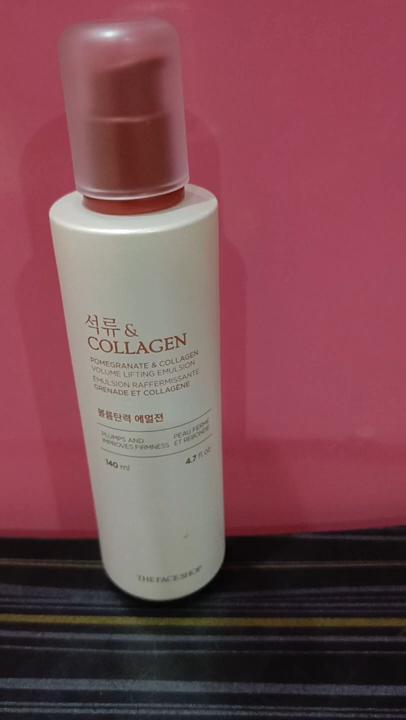 석류 &
COLLAGEN
POMEGRANATE & COLLAGEN
VOLUME LIFTING EMULSION
EMULSION RAFFERMISSANTE
GRENADE ET COLLAGÈNE
볼륨탄력 에멀전
PLUMPS AND
IMPROVES FIRMNESS
PEAU FERME
ET REBONDIE
140 ml
4.7 fl oz
THE FACE SHOP